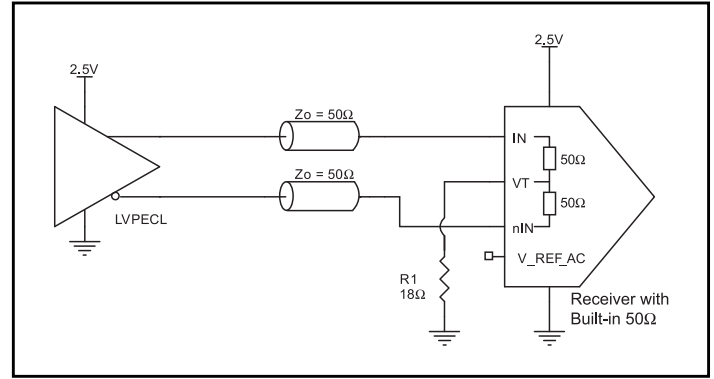 2.5V
2.5V
Zo = 50Ω
IN
50Ω
Zo = 50Ω
VT
50Ω
LVPECL
nIN
V_REF_AC
R1
18Ω
Receiver with
Built-in 50Ω